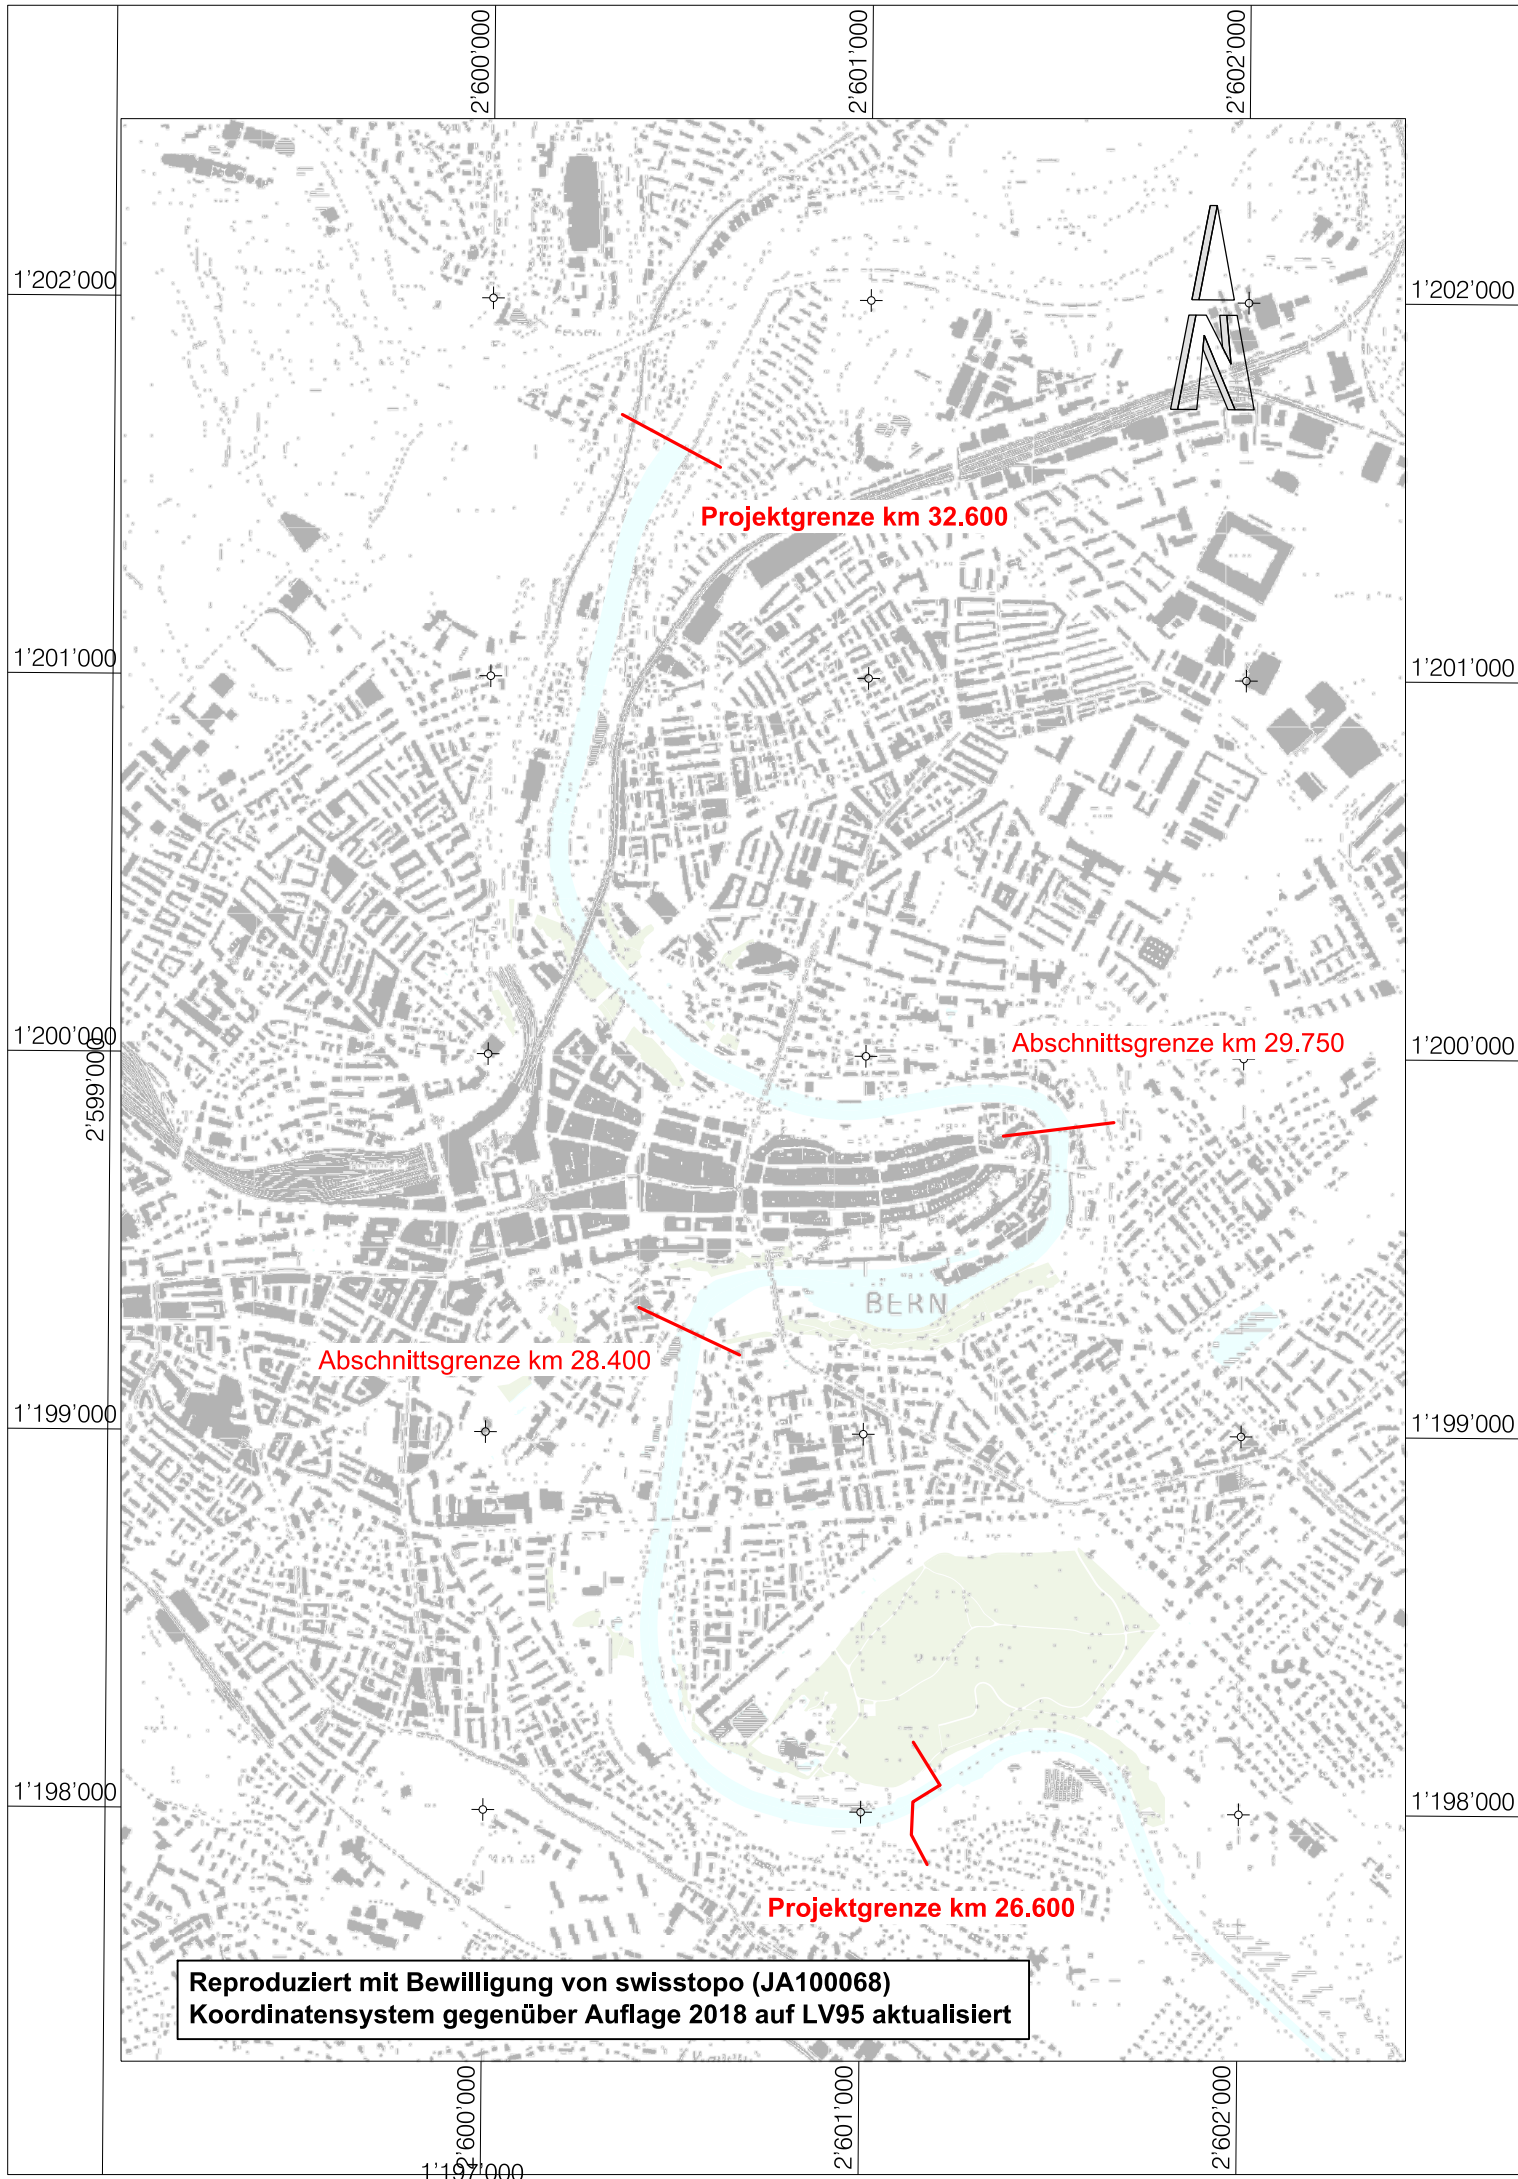 2'600'000
2'601'000
2'602'000
1'202'000
1'202'000
Projektgrenze km 32.600
1'201'000
1'201'000
1'200'000
Abschnittsgrenze km 29.750
1'200'000
2'599'000
BERN
Abschnittsgrenze km 28.400
1'199'000
1'199'000
1'198'000
1'198'000
Projektgrenze km 26.600
Reproduziert mit Bewilligung von swisstopo (JA100068)
Koordinatensystem gegenüber Auflage 2018 auf LV95 aktualisiert
2'600'000
2'601'000
2'602'000
1'197'000
N